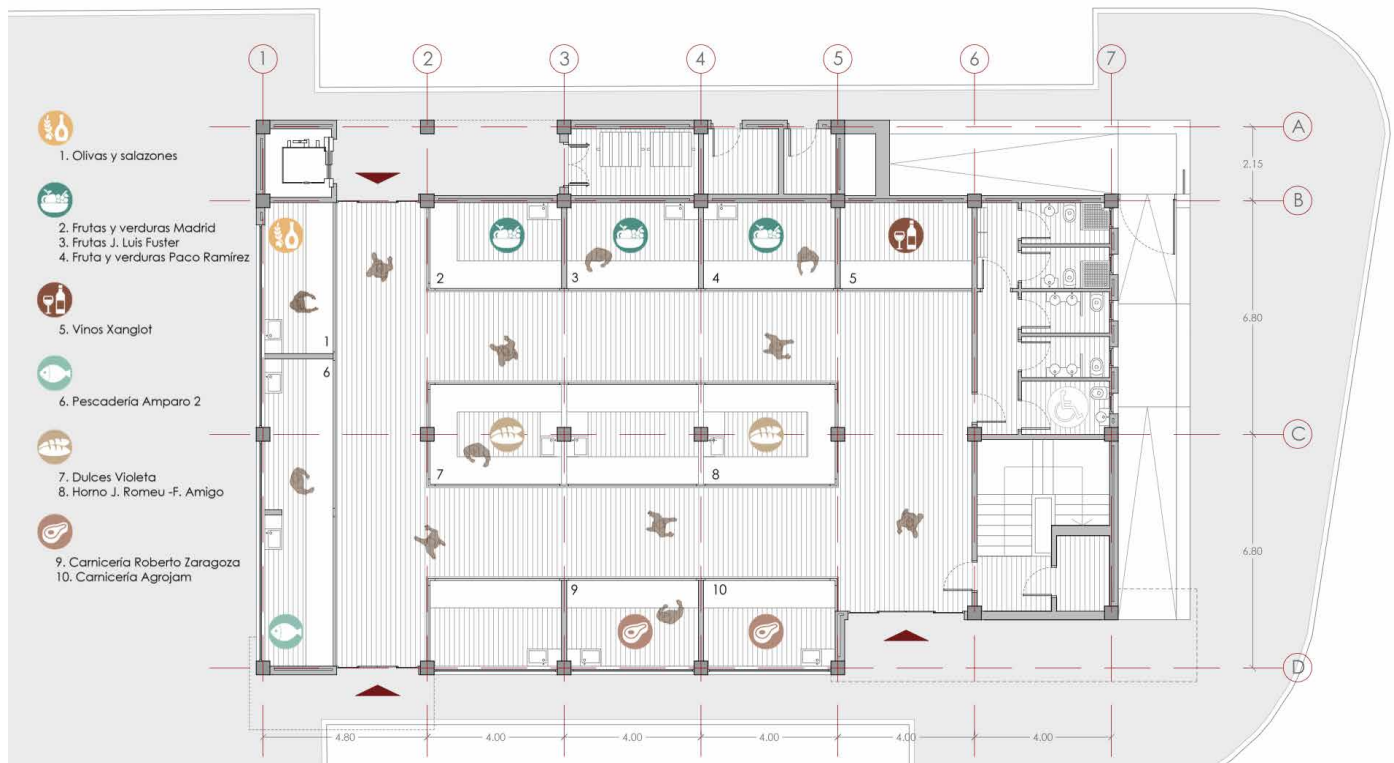 1
2
3
4
5
6
7
A
2.15
B
6.80
C
6.80
D
1. Olivas y salazones
2. Frutas y verduras Madrid
3. Frutas J. Luis Fuster
4. Fruta y verduras Paco Ramírez
5. Vinos Xanglot
6. Pescadería Amparo 2
7. Dulces Violeta
8. Horno J. Romeu -F. Amigo
9. Carnicería Roberto Zaragoza
10. Carnicería Agrojam
2
3
4
5
1
6
7
8
9
10
4.80
4.00
4.00
4.00
4.00
4.00